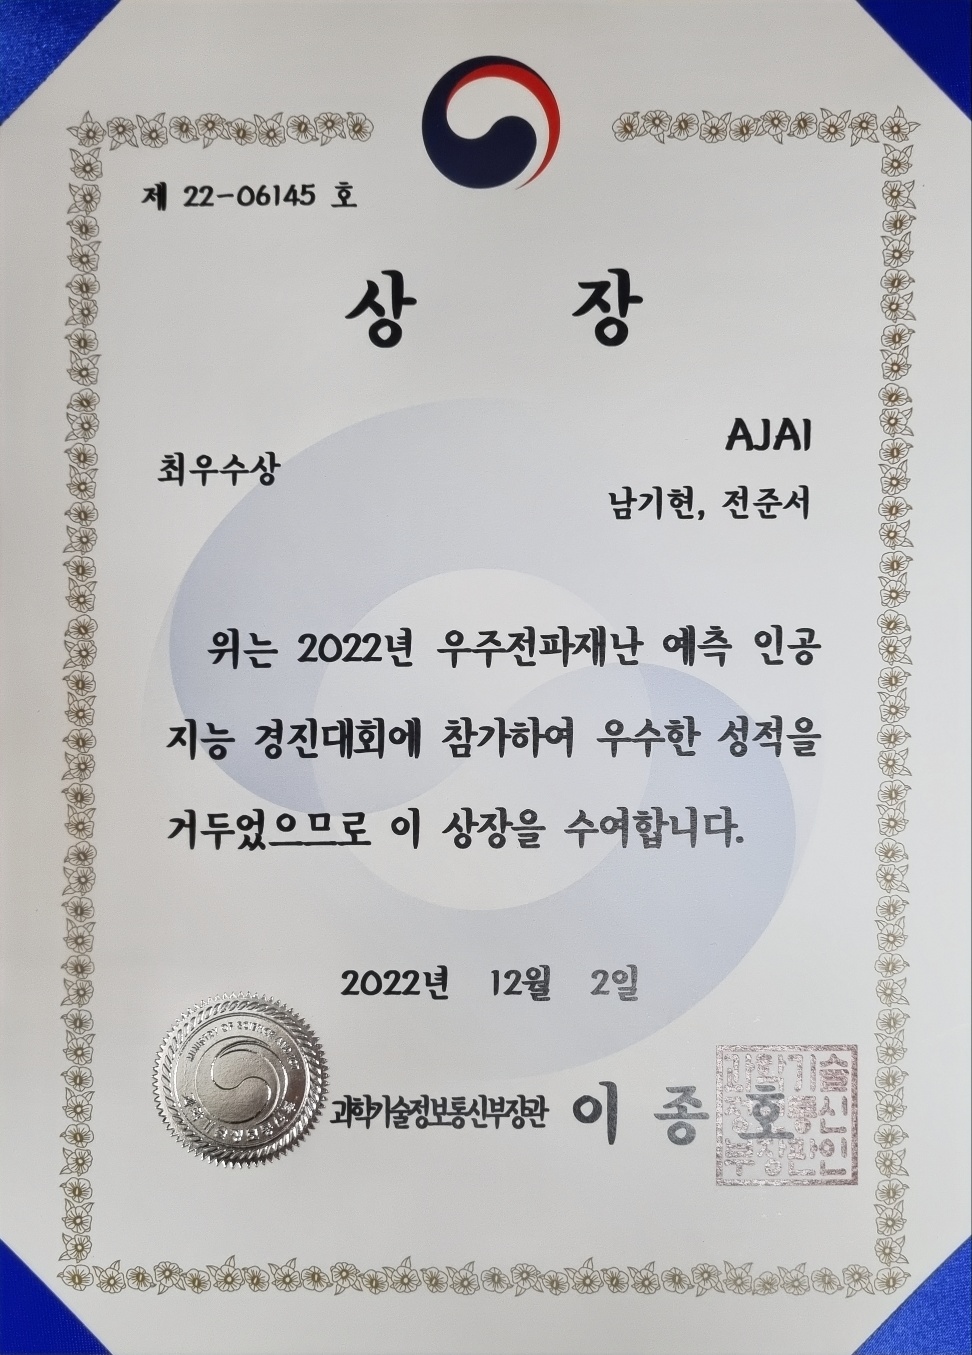 제 22-06145 호
상 장
최우수상
AJAI
남기현, 전준서
위는 2022년 우주전파재난 예측 인공
지능 경진대회에 참가하여 우수한 성적을
거두었으므로 이 상장을 수여합니다.
2022년 12월 2일
과학기술정보통신부장관 이 종 호
과학기술
정보통신
부장관인